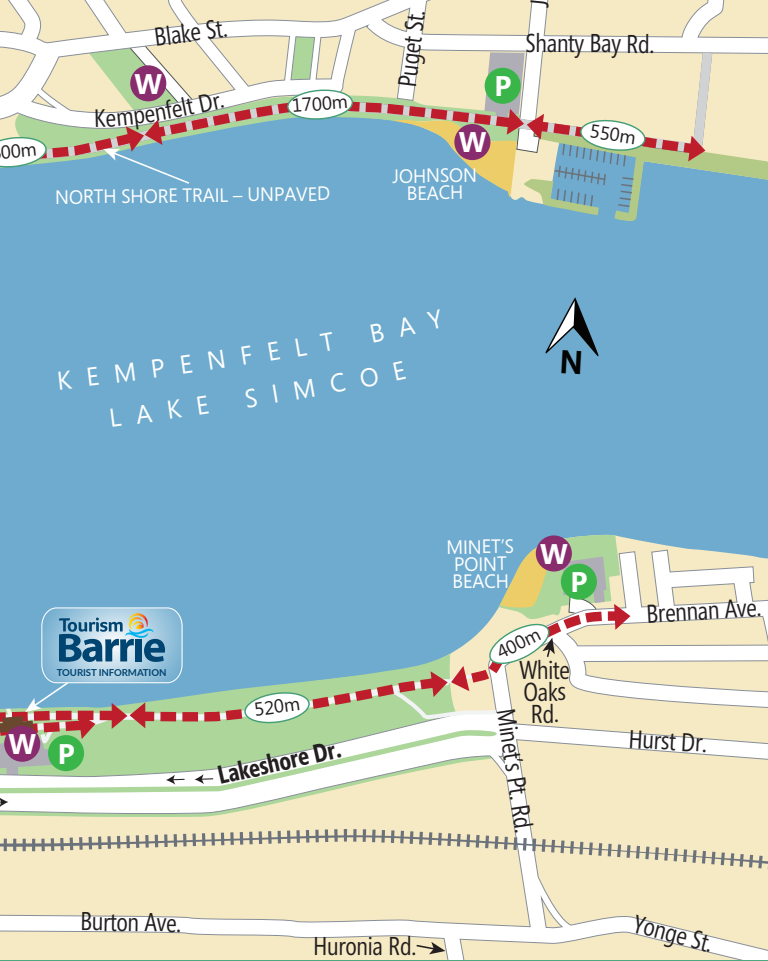 Blake St.
Puget St.
Shanty Bay Rd.
W
P
Kempenfelt Dr.
1700m
550m
W
00m
JOHNSON
BEACH
NORTH SHORE TRAIL – UNPAVED
KEMPENFELT BAY
LAKE SIMCOE
N
MINET'S
POINT
BEACH
W
P
Brennan Ave.
Tourism
Barrie
TOURIST INFORMATION
400m
White
Oaks
Rd.
520m
W
P
Minet's Pt. Rd.
Hurst Dr.
Lakeshore Dr.
Burton Ave.
Yonge St.
Huronia Rd.